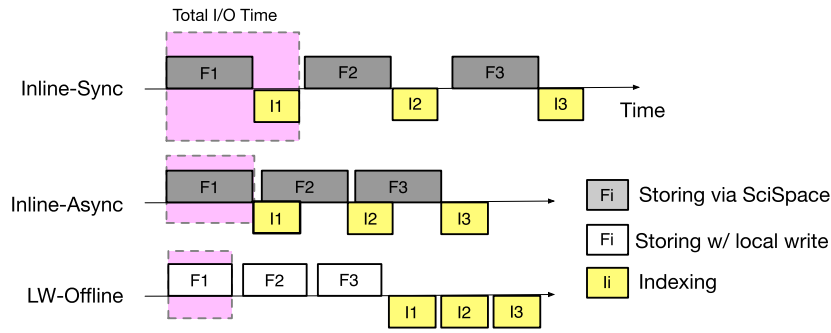 Total I/O Time
Inline-Sync F1 I1 F2 I2 F3 I3
Time
Inline-Async F1 I1 F2 I2 F3 I3
LW-Offline F1 F2 F3 I1 I2 I3
Fi Storing via SciSpace
Fi Storing w/ local write
Ii Indexing